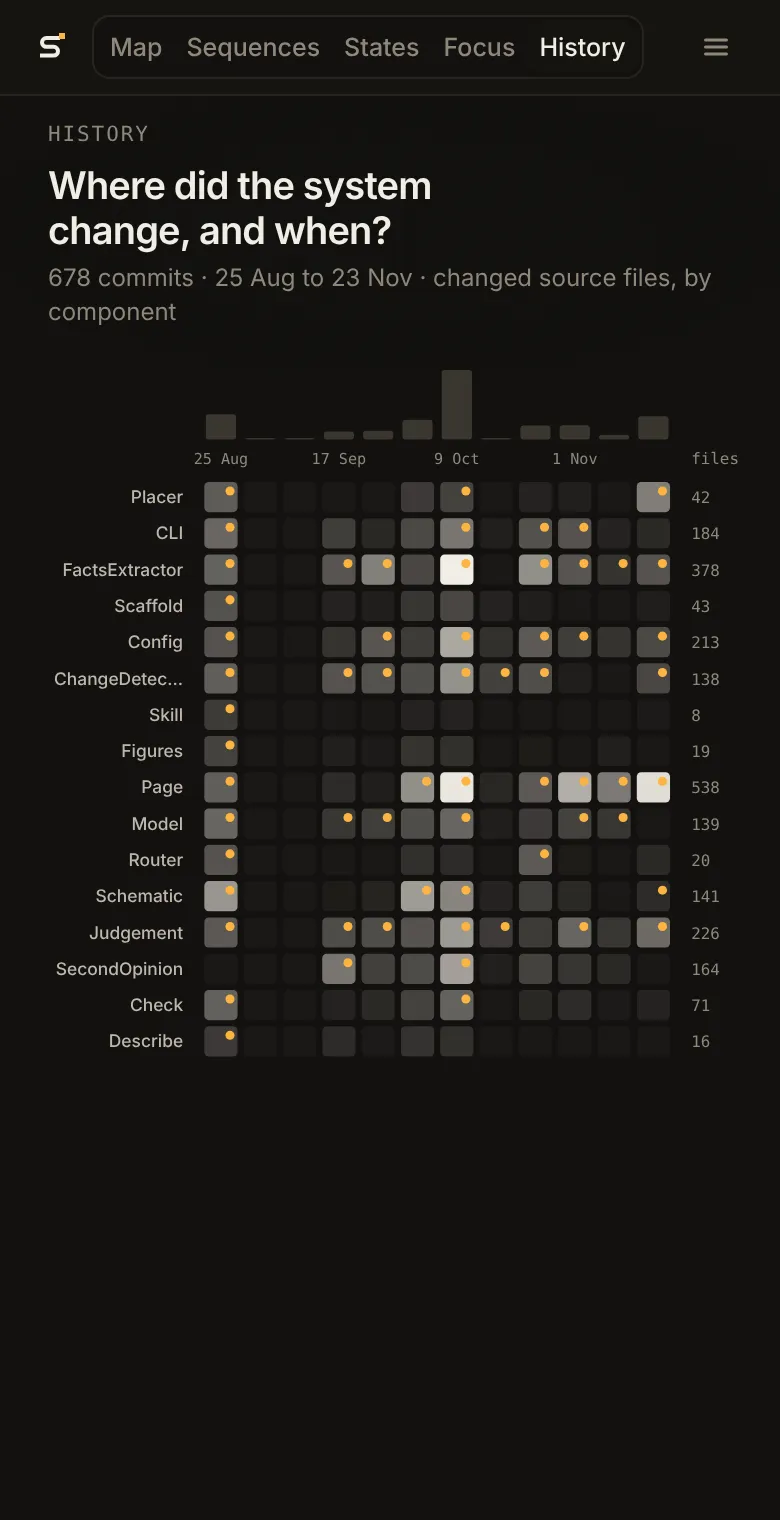 S
Map Sequences States Focus History
HISTORY
Where did the system
change, and when?
678 commits · 25 Aug to 23 Nov · changed source files, by
component
25 Aug 17 Sep 9 Oct 1 Nov files
Placer 42
CLI 184
FactsExtractor 378
Scaffold 43
Config 213
ChangeDetec... 138
Skill 8
Figures 19
Page 538
Model 139
Router 20
Schematic 141
Judgement 226
SecondOpinion 164
Check 71
Describe 16